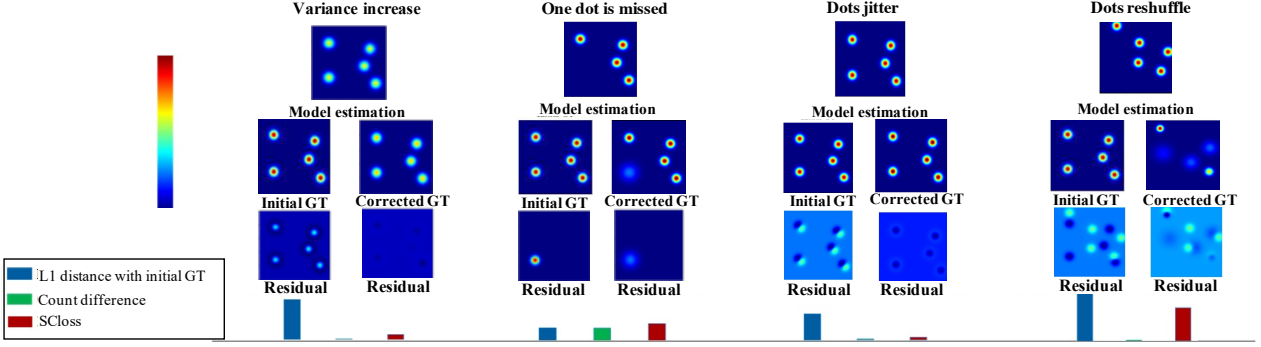 Variance increase
One dot is missed
Dots jitter
Dots reshuffle
Model estimation
Model estimation
Model estimation
Model estimation
Initial GT
Corrected GT
Initial GT
Corrected GT
Initial GT
Corrected GT
Initial GT
Corrected GT
Residual
Residual
Residual
Residual
Residual
Residual
Residual
Residual
L1 distance with initial GT
Count difference
SCloss